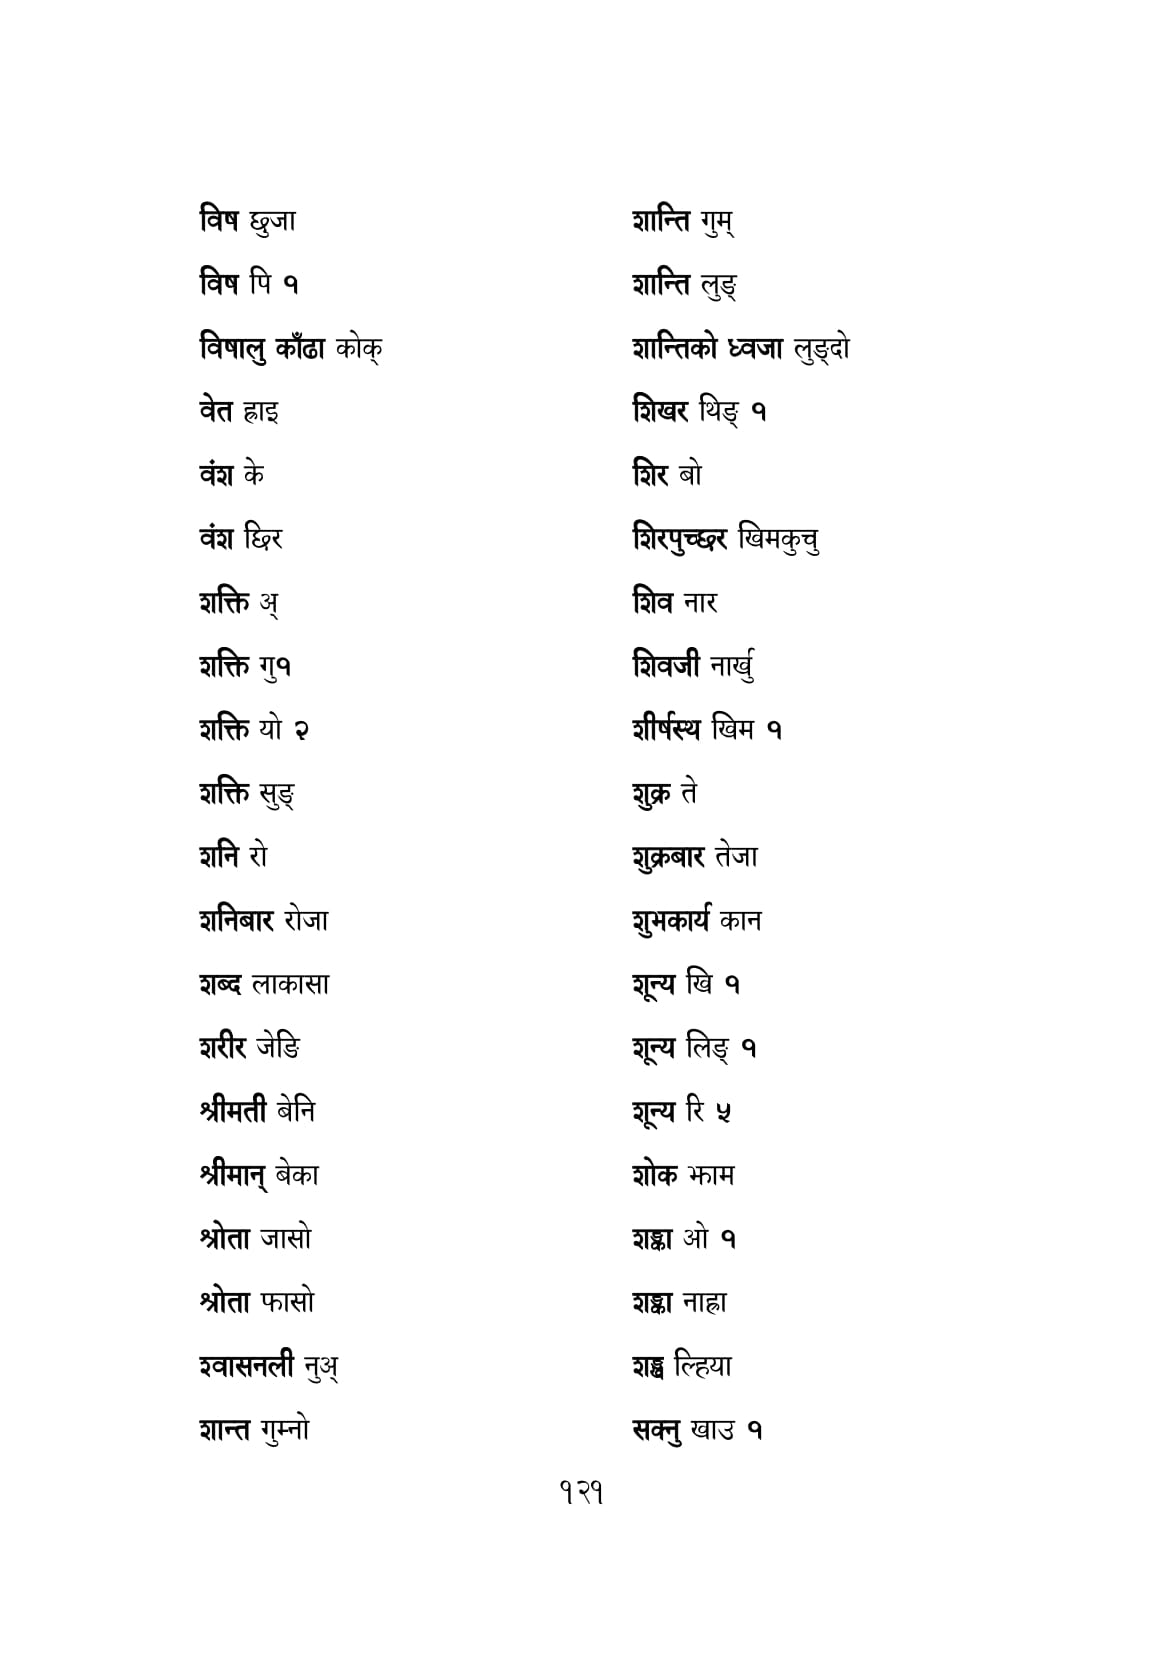 विष छुजा
विष पि १
विषालु काँढा कोक्
वेत ह्राइ
वंश के
वंश छिर
शक्ति अ्
शक्ति गु१
शक्ति यो २
शक्ति सुङ्
शनि रो
शनिबार रोजा
शब्द लाकासा
शरीर जेङि
श्रीमती बेनि
श्रीमान् बेका
श्रोता जासो
श्रोता फासो
श्वासनली नुअ्
शान्त गुम्नो
शान्ति गुम्
शान्ति लुङ्
शान्तिको ध्वजा लुङ्दो
शिखर थिङ् १
शिर बो
शिरपुच्छर खिमकुचु
शिव नार
शिवजी नार्खु
शीर्षस्थ खिम १
शुक्र ते
शुक्रबार तेजा
शुभकार्य कान
शून्य खि १
शून्य लिङ् १
शून्य रि ५
शोक झाम
शङ्का ओ १
शङ्का नाह्रा
शङ्ख ल्हिया
सक्नु खाउ १
१२१